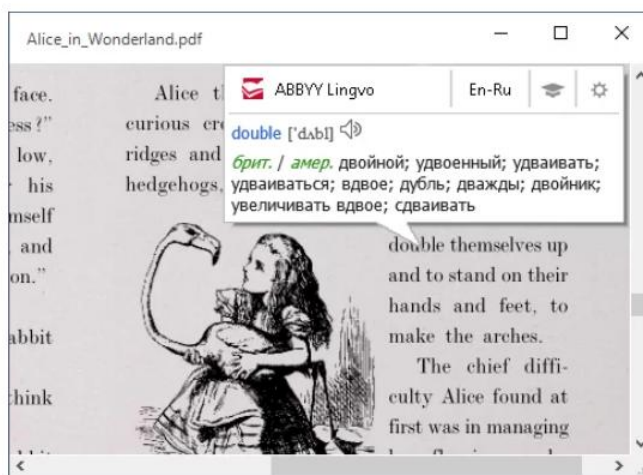 Alice_in_Wonderland.pdf
face.
ess?”
low,
his
mself
and
on.”
abbit
think
Alice t
curious cre
ridges and
hedgehogs,
ABBYY Lingvo En-Ru
double ['dʌbl]
брит. / амер. двойной; удвоенный; удваивать;
удваиваться; вдвое; дубль; дважды; двойник;
увеличивать вдвое; сдваивать
double themselves up
and to stand on their
hands and feet, to
make the arches.
The chief diffi-
culty Alice found at
first was in managing